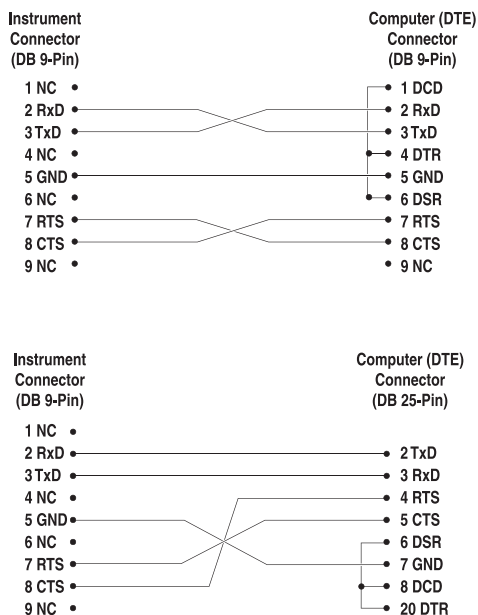 Instrument
Connector
(DB 9-Pin)
Computer (DTE)
Connector
(DB 9-Pin)
1 NC
2 RxD
3 TxD
4 NC
5 GND
6 NC
7 RTS
8 CTS
9 NC
1 DCD
2 RxD
3 TxD
4 DTR
5 GND
6 DSR
7 RTS
8 CTS
9 NC
Instrument
Connector
(DB 9-Pin)
Computer (DTE)
Connector
(DB 25-Pin)
1 NC
2 RxD
3 TxD
4 NC
5 GND
6 NC
7 RTS
8 CTS
9 NC
2 TxD
3 RxD
4 RTS
5 CTS
6 DSR
7 GND
8 DCD
20 DTR